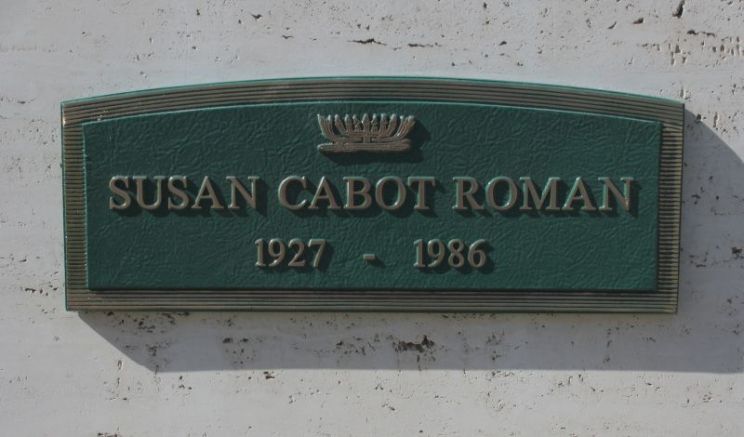 SUSAN CABOT ROMAN
1927 - 1986